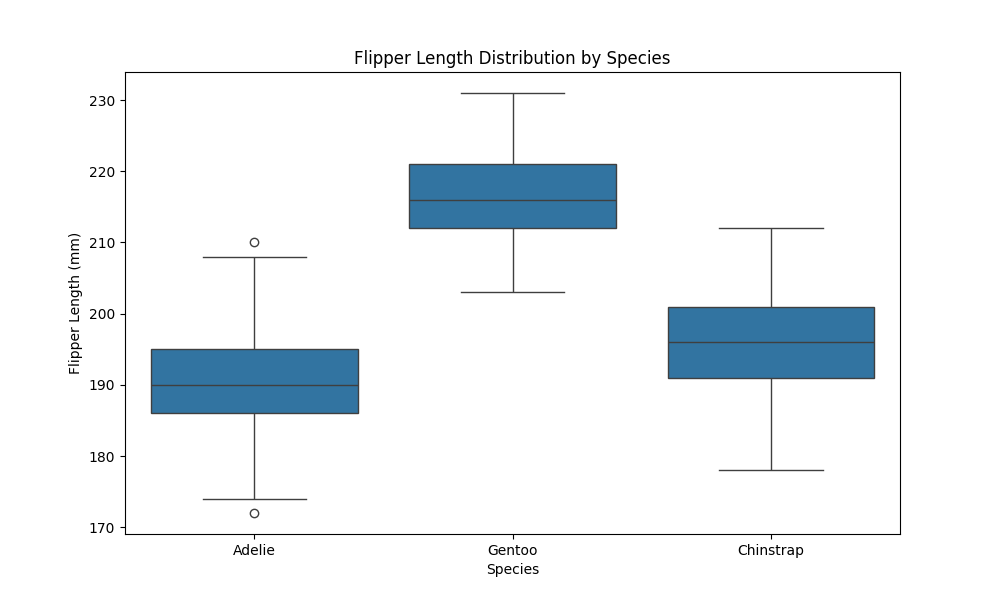 Flipper Length Distribution by Species
Flipper Length (mm)
230
220
210
200
190
180
170
Adelie
Gentoo
Chinstrap
Species